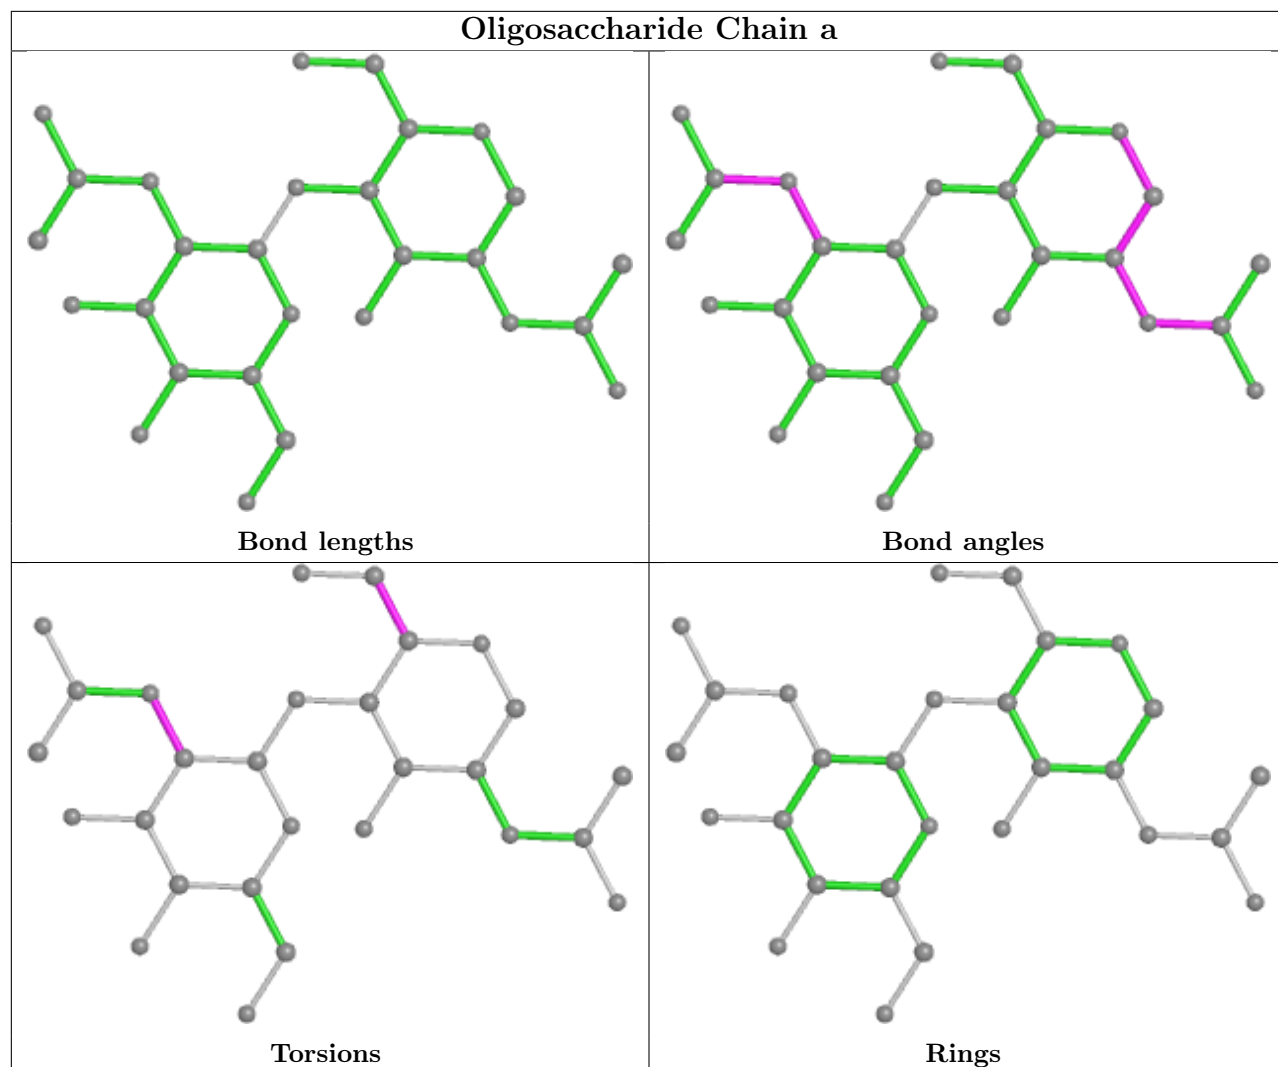 Oligosaccharide Chain a
Bond lengths
Bond angles
Torsions
Rings